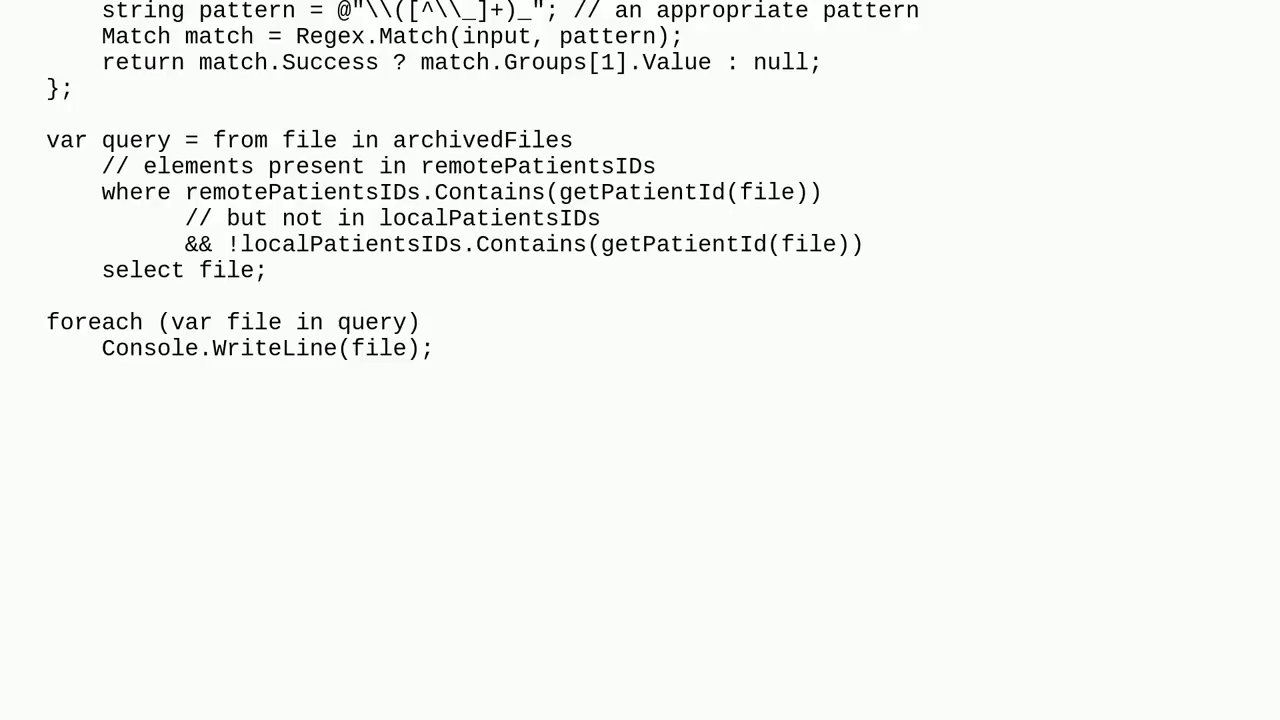 string pattern = @"\\([^\\_]+)_"; // an appropriate pattern
Match match = Regex.Match(input, pattern);
return match.Success ? match.Groups[1].Value : null;
};
var query = from file in archivedFiles
// elements present in remotePatientsIDs
where remotePatientsIDs.Contains(getPatientId(file))
// but not in localPatientsIDs
&& !localPatientsIDs.Contains(getPatientId(file))
select file;
foreach (var file in query)
Console.WriteLine(file);